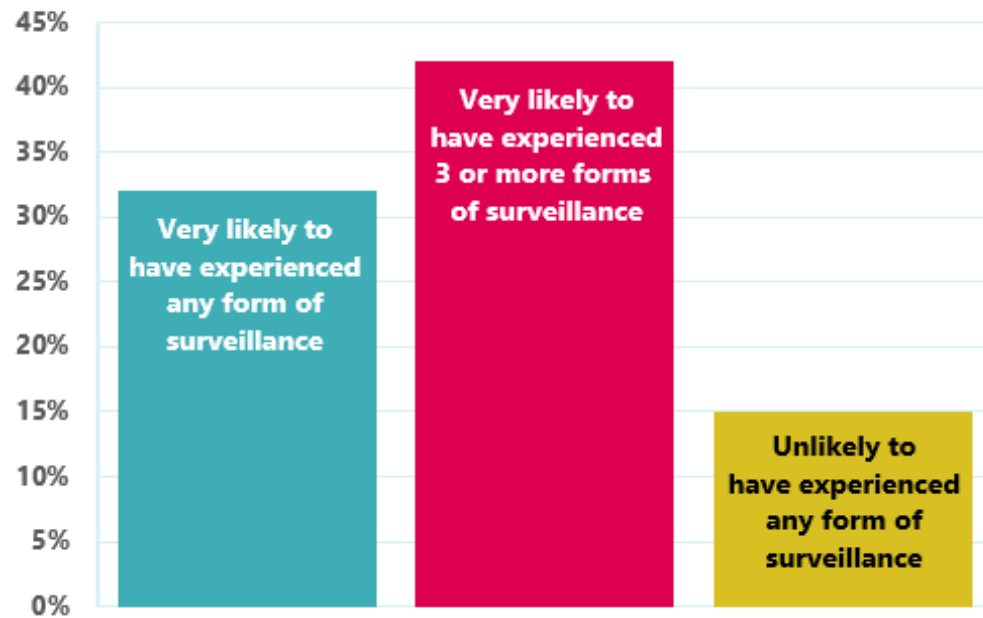 45%
40%
35%
30%
25%
20%
15%
10%
5%
0%
Very likely to
have experienced
any form of
surveillance
Very likely to
have experienced
3 or more forms
of surveillance
Unlikely to
have experienced
any form of
surveillance